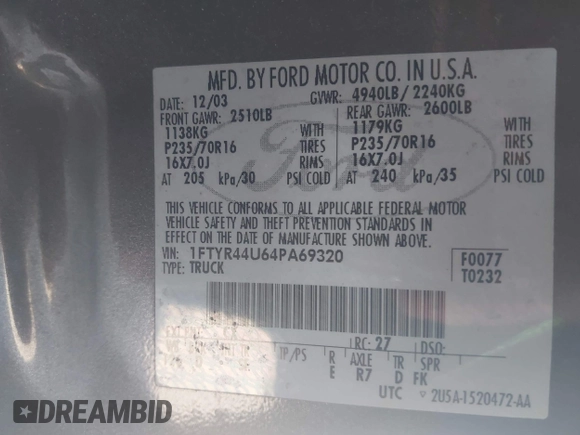 MFD. BY FORD MOTOR CO. IN U.S.A.
DATE: 12/03 GVWR: 4940LB/ 2240KG
FRONT GAWR: 2510LB REAR GAWR: 2600LB
1138KG WITH 1179KG WITH
P235/70R16 TIRES P235/70R16 TIRES
16X7.0J RIMS 16X7.0J RIMS
AT 205 kPa/30 PSI COLD AT 240 kPa/35 PSI COLD
Ford
THIS VEHICLE CONFORMS TO ALL APPLICABLE FEDERAL MOTOR
VEHICLE SAFETY AND THEFT PREVENTION STANDARDS IN
EFFECT ON THE DATE OF MANUFACTURE SHOWN ABOVE.
VIN: 1FTYR44U64PA69320 F0077
TYPE: TRUCK T0232
RC: 27 DSO:
TP/PS R AXLE TR SPR
E R7 D FK
UTC ▽ 2U5A-1520472-AA
DREAMBID